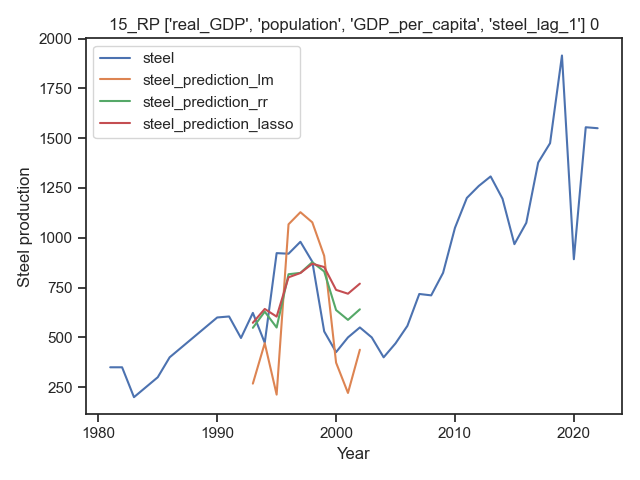 15_RP ['real_GDP', 'population', 'GDP_per_capita', 'steel_lag_1'] 0
steel
steel_prediction_lm
steel_prediction_rr
steel_prediction_lasso
Steel production
2000
1750
1500
1250
1000
750
500
250
1980
1990
2000
2010
2020
Year